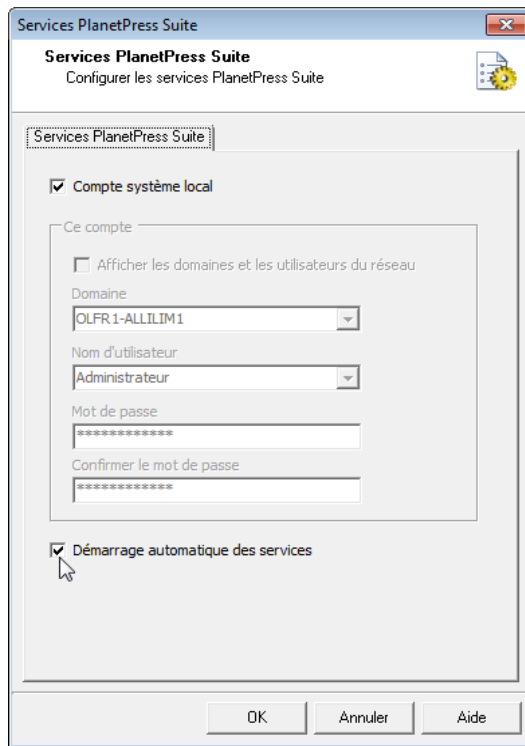 Services PlanetPress Suite
Services PlanetPress Suite
Configurer les services PlanetPress Suite
Services PlanetPress Suite
Compte système local
Ce compte
Afficher les domaines et les utilisateurs du réseau
Domaine
OLFR1-ALLILIM1
Nom d'utilisateur
Administrateur
Mot de passe
************
Confirmer le mot de passe
************
Démarrage automatique des services
OK Annuler Aide